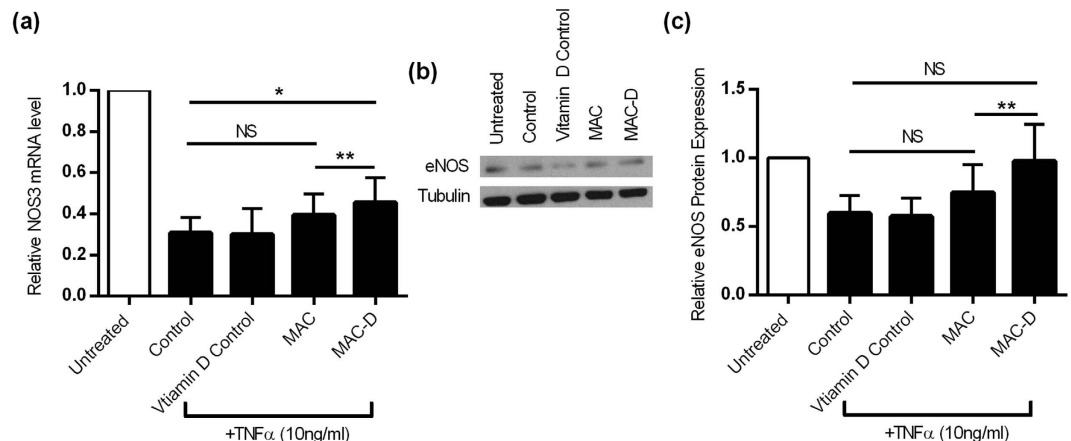 (a)
Relative NOS3 mRNA level
1.0
0.8
0.6
0.4
0.2
0.0
*
NS
**
Untreated
Control
Vtiamin D Control
MAC
MAC-D
+TNFα (10ng/ml)
(b)
Untreated
Control
Vitamin D Control
MAC
MAC-D
eNOS
Tubulin
(c)
Relative eNOS Protein Expression
1.5
1.0
0.5
0.0
NS
**
NS
Untreated
Control
Vitamin D Control
MAC
MAC-D
+TNFα (10ng/ml)